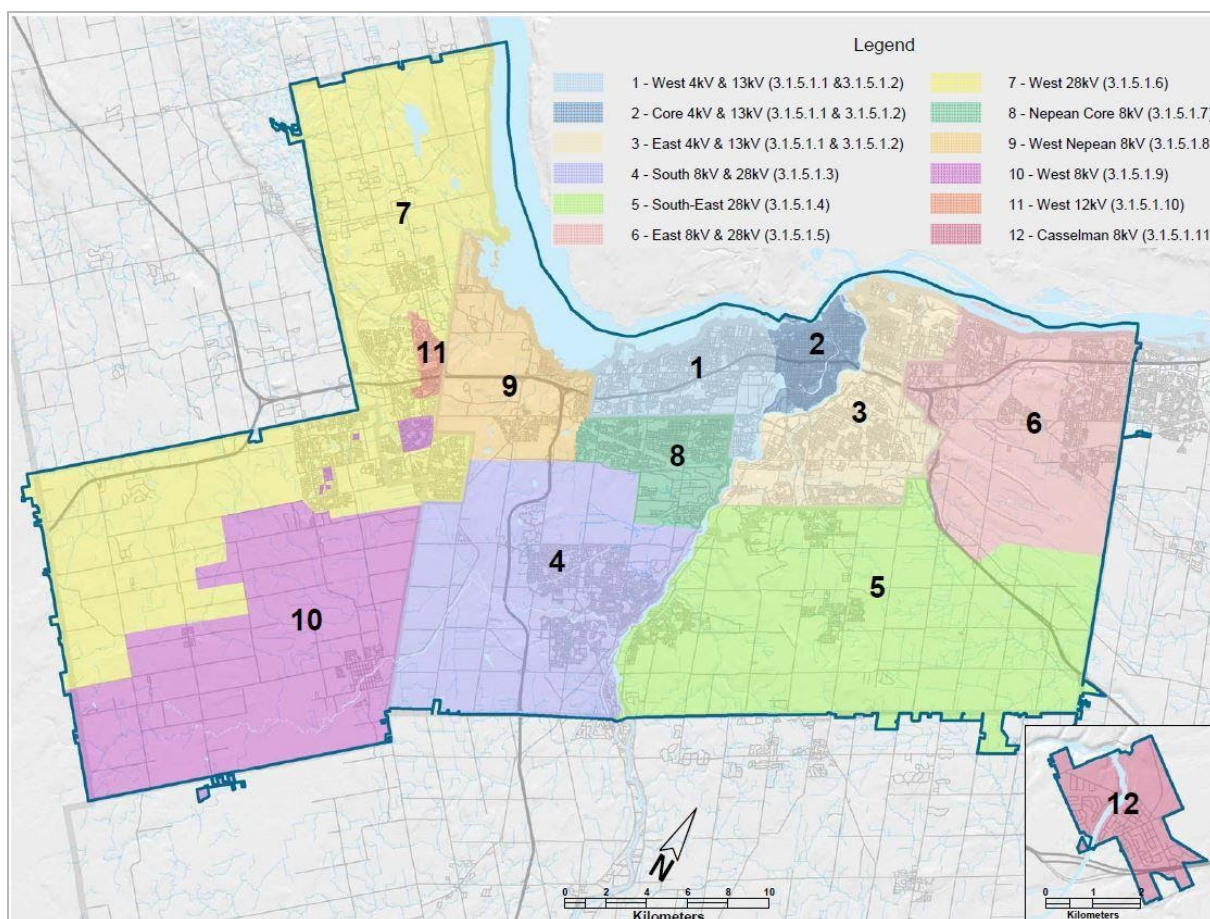 Legend
1 - West 4kV & 13kV (3.1.5.1.1 &3.1.5.1.2)
2 - Core 4kV & 13kV (3.1.5.1.1 & 3.1.5.1.2)
3 - East 4kV & 13kV (3.1.5.1.1 & 3.1.5.1.2)
4 - South 8kV & 28kV (3.1.5.1.3)
5 - South-East 28kV (3.1.5.1.4)
6 - East 8kV & 28kV (3.1.5.1.5)
7 - West 28kV (3.1.5.1.6)
8 - Nepean Core 8kV (3.1.5.1.7)
9 - West Nepean 8kV (3.1.5.1.8
10 - West 8kV (3.1.5.1.9)
11 - West 12kV (3.1.5.1.10)
12 - Casselman 8kV (3.1.5.1.11
7
11
9
1
2
3
6
8
4
5
10
12
N
0 2 4 6 8 10
Kilometers
0 1 2
Kilometers